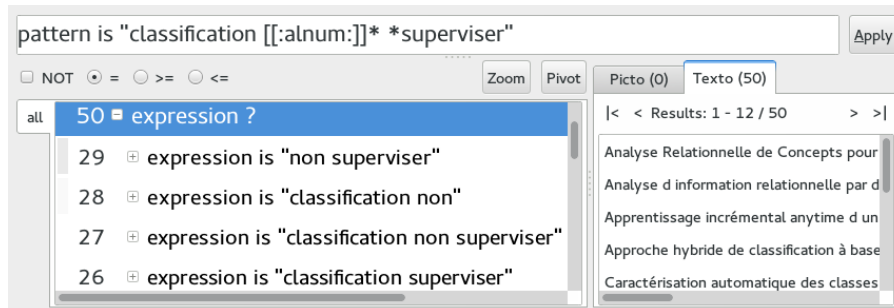 pattern is "classification [[:alnum:]]* *superviser"
Apply
NOT = >= <=
Zoom Pivot
Picto (0) Texto (50)
all
50 expression ?
29 expression is "non superviser"
28 expression is "classification non"
27 expression is "classification non superviser"
26 expression is "classification superviser"
|< < Results: 1 - 12 / 50 > >|
Analyse Relationnelle de Concepts pour
Analyse d information relationnelle par d
Apprentissage incrémental anytime d un
Approche hybride de classification à base
Caractérisation automatique des classes